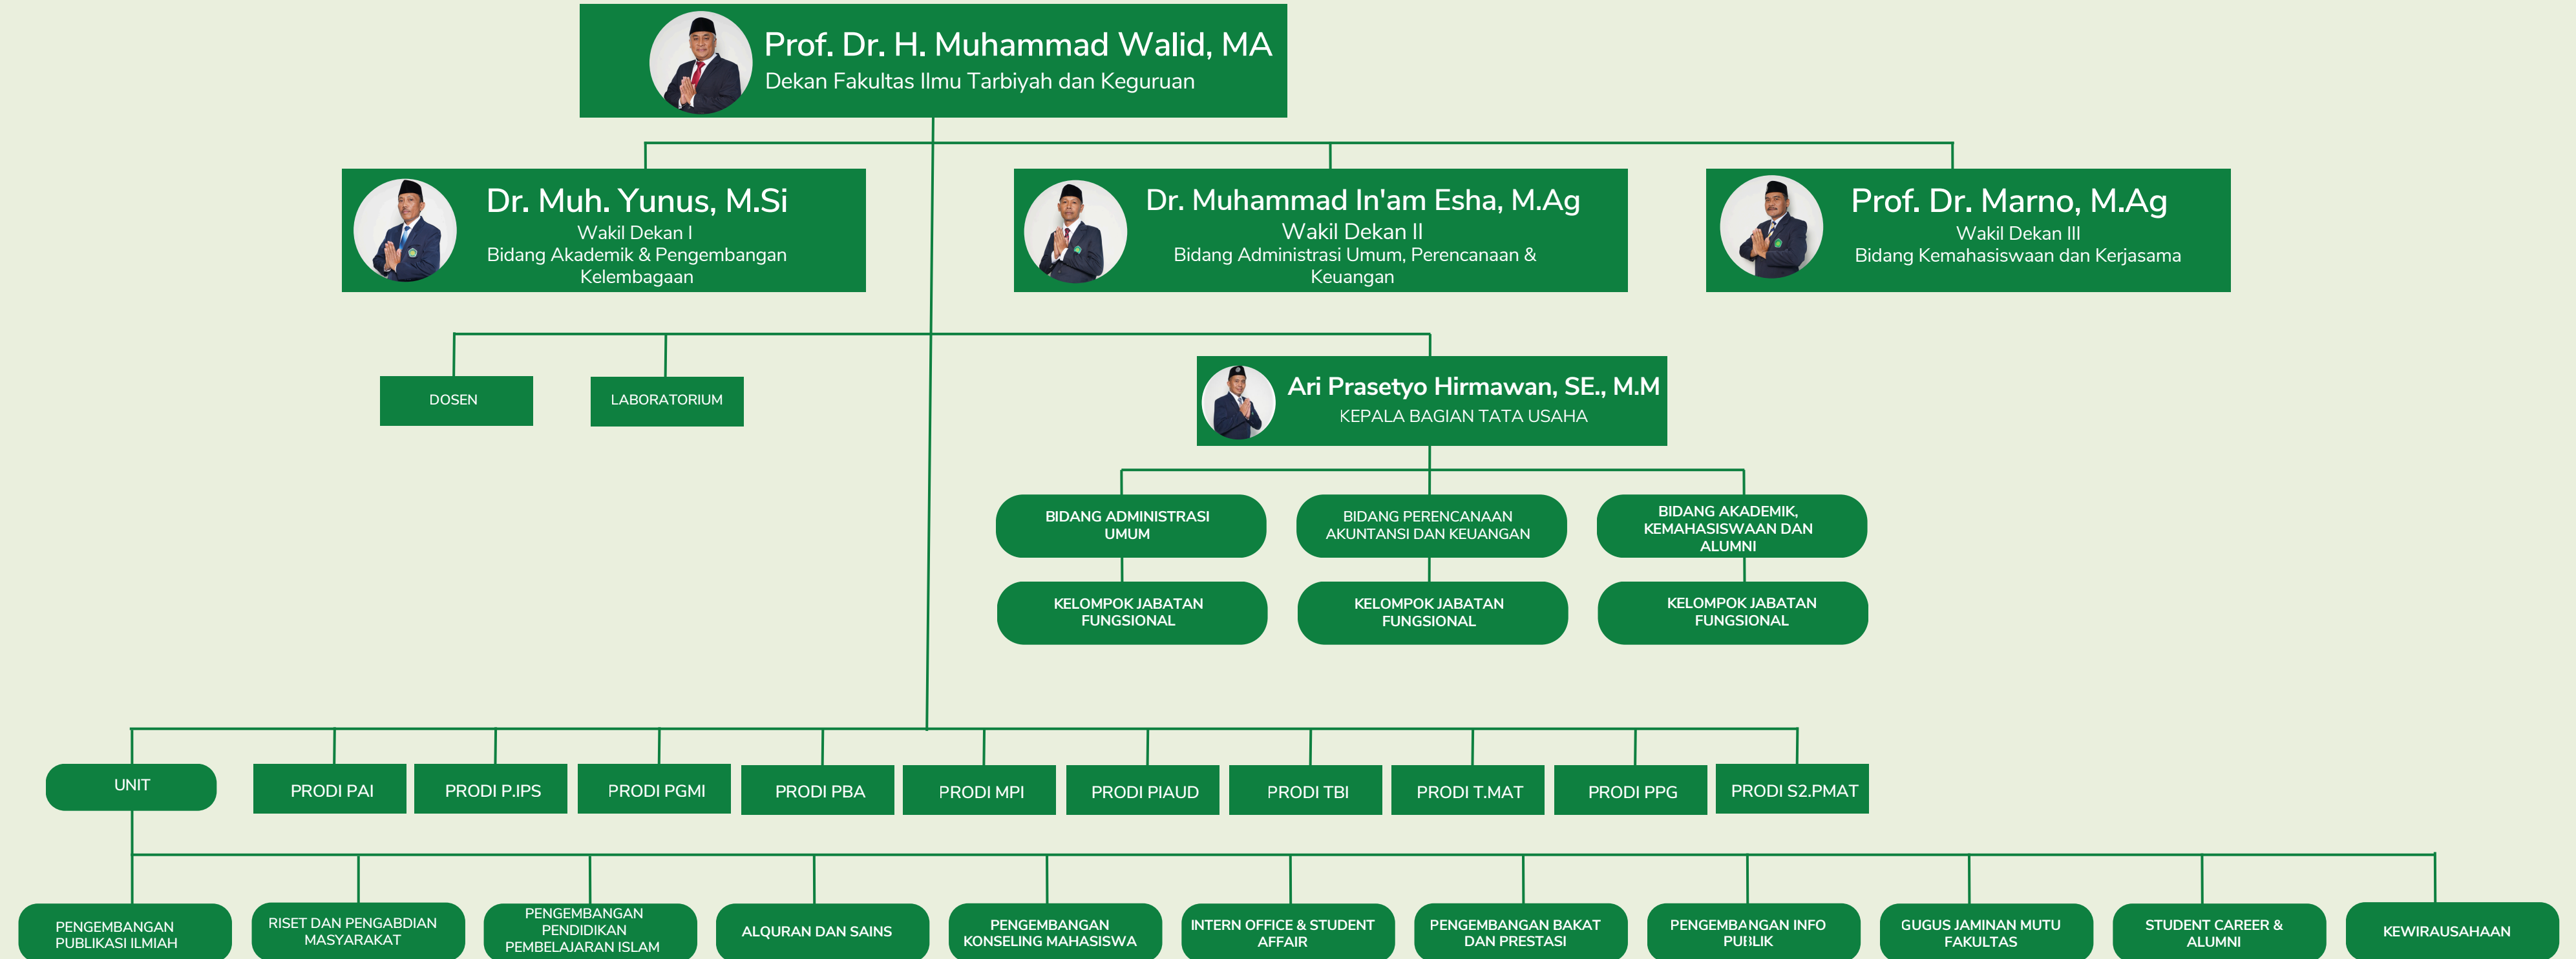 Prof. Dr. H. Muhammad Walid, MA
Dekan Fakultas Ilmu Tarbiyah dan Keguruan
Dr. Muh. Yunus, M.Si
Wakil Dekan I
Bidang Akademik & Pengembangan
Kelembagaan
Dr. Muhammad In'am Esha, M.Ag
Wakil Dekan II
Bidang Administrasi Umum, Perencanaan &
Keuangan
Prof. Dr. Marno, M.Ag
Wakil Dekan III
Bidang Kemahasiswaan dan Kerjasama
DOSEN
LABORATORIUM
Ari Prasetyo Hirmawan, SE., M.M
KEPALA BAGIAN TATA USAHA
BIDANG ADMINISTRASI
UMUM
BIDANG PERENCANAAN
AKUNTANSI DAN KEUANGAN
BIDANG AKADEMIK,
KEMAHASISWAAN DAN
ALUMNI
KELOMPOK JABATAN
FUNGSIONAL
KELOMPOK JABATAN
FUNGSIONAL
KELOMPOK JABATAN
FUNGSIONAL
UNIT
PRODI PAI
PRODI P.IPS
PRODI PGMI
PRODI PBA
PRODI MPI
PRODI PIAUD
PRODI TBI
PRODI T.MAT
PRODI PPG
PRODI S2.PMAT
PENGEMBANGAN
PUBLIKASI ILMIAH
RISET DAN PENGABDIAN
MASYARAKAT
PENGEMBANGAN
PENDIDIKAN
PEMBELAJARAN ISLAM
ALQURAN DAN SAINS
PENGEMBANGAN
KONSELING MAHASISWA
INTERN OFFICE & STUDENT
AFFAIR
PENGEMBANGAN BAKAT
DAN PRESTASI
PENGEMBANGAN INFO
PUBLIK
GUGUS JAMINAN MUTU
FAKULTAS
STUDENT CAREER &
ALUMNI
KEWIRAUSAHAAN